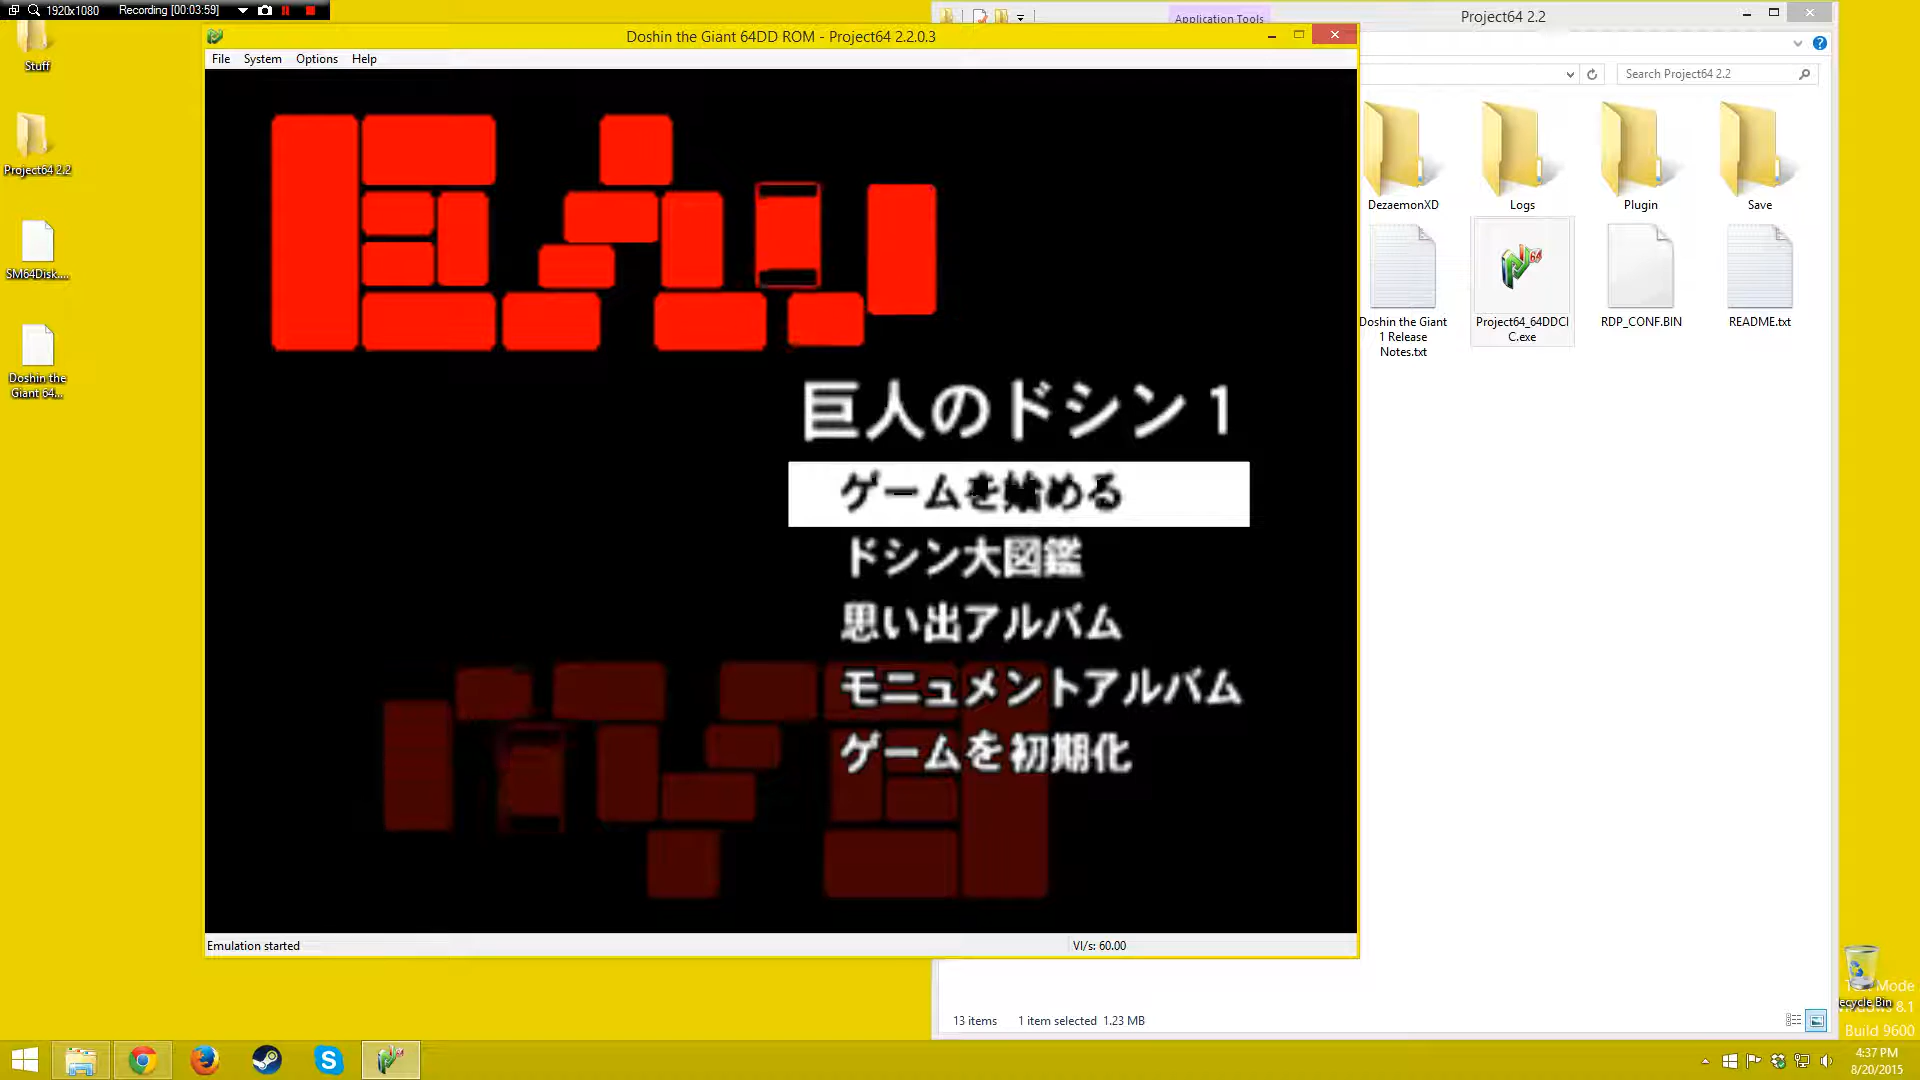 1920x1080 Recording [00:03:59]
Application Tools
Project64 2.2
Doshin the Giant 64DD ROM - Project64 2.2.0.3
File System Options Help
Search Project64 2.2
Stuff
Project64 2.2
SM64Disk....
Doshin the
Giant 64...
巨人のドシン1
ゲームを始める
ドシン大図鑑
思い出アルバム
モニュメントアルバム
ゲームを初期化
DezaemonXD
Logs
Plugin
Save
64
Doshin the Giant
1 Release
Notes.txt
Project64_64DDCI
C.exe
RDP_CONF.BIN
README.txt
Emulation started
VI/s: 60.00
13 items 1 item selected 1.23 MB
Mode
8.1
Build 9600
ecycle Bin
4:37 PM
8/20/2015